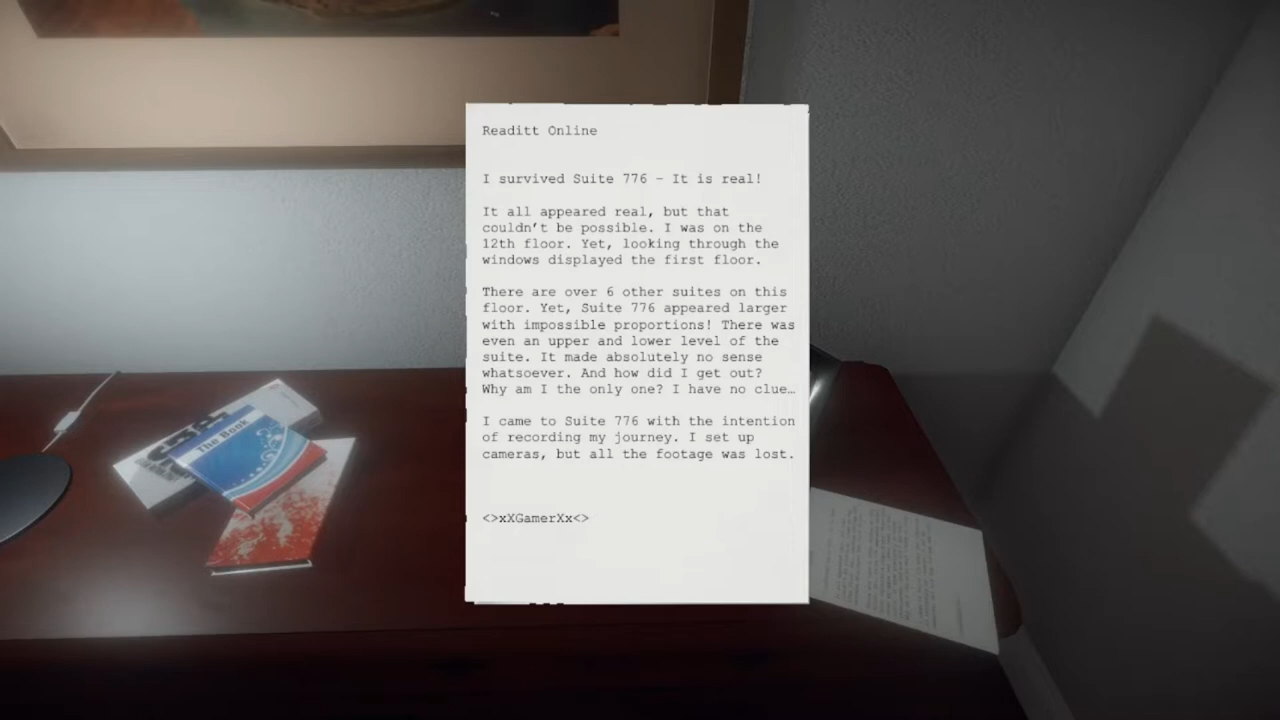 Readitt Online
I survived Suite 776 - It is real!
It all appeared real, but that
couldn't be possible. I was on the
12th floor. Yet, looking through the
windows displayed the first floor.
There are over 6 other suites on this
floor. Yet, Suite 776 appeared larger
with impossible proportions! There was
even an upper and lower level of the
suite. It made absolutely no sense
whatsoever. And how did I get out?
Why am I the only one? I have no clue…
I came to Suite 776 with the intention
of recording my journey. I set up
cameras, but all the footage was lost.
<>xXGamerXx<>
The Book